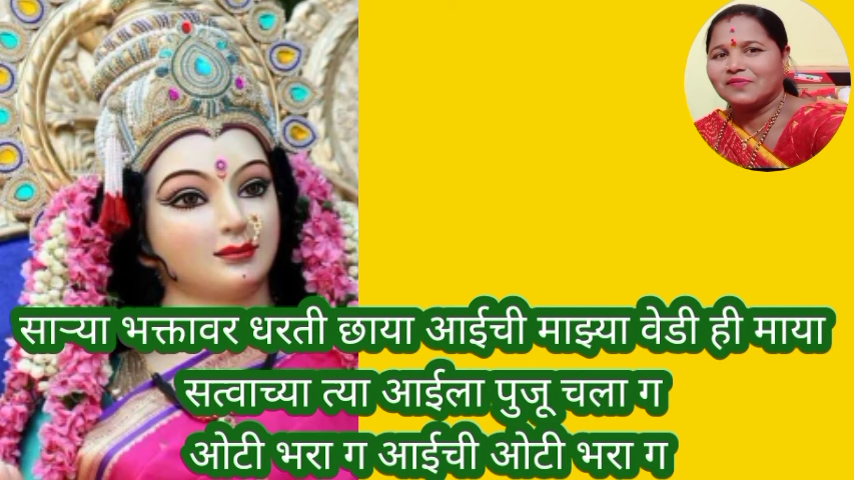 साऱ्या भक्तावर धरती छाया आईची माझ्या वेडी ही माया
सत्वाच्या त्या आईला पुजू चला ग
ओटी भरा ग आईची ओटी भरा ग